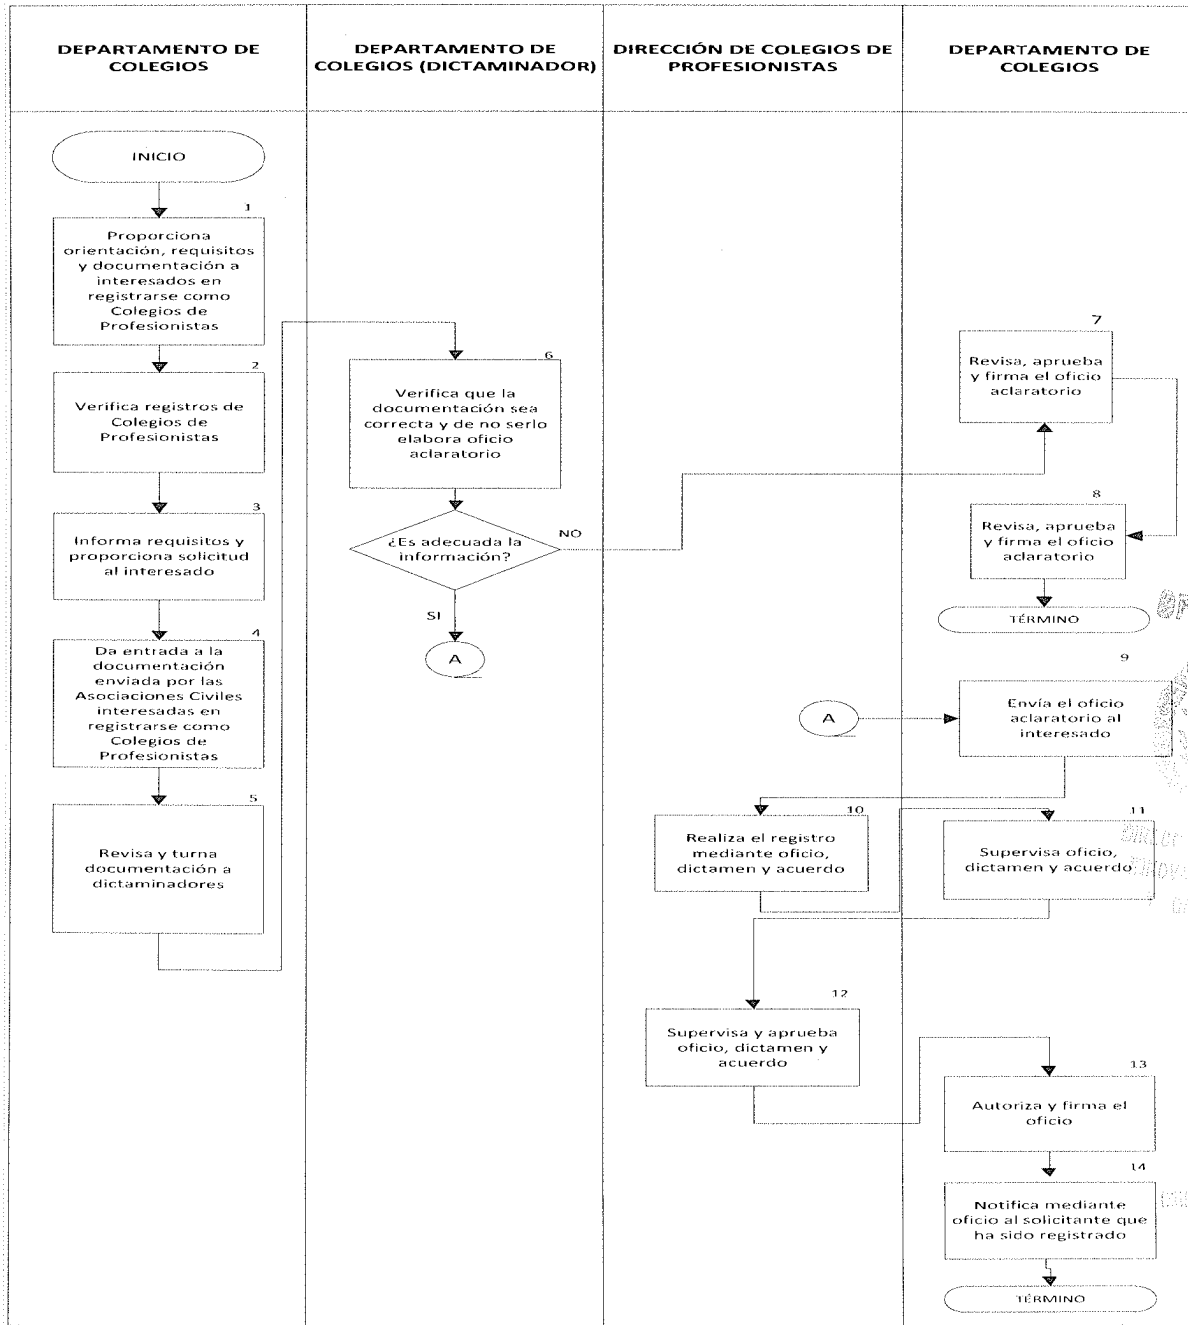 DEPARTAMENTO DE
COLEGIOS
DEPARTAMENTO DE
COLEGIOS (DICTAMINADOR)
DIRECCIÓN DE COLEGIOS DE
PROFESIONISTAS
DEPARTAMENTO DE
COLEGIOS
INICIO
1
Proporciona
orientación, requisitos
y documentación a
interesados en
registrarse como
Colegios de
Profesionistas
2
Verifica registros de
Colegios de
Profesionistas
3
Informa requisitos y
proporciona solicitud
al interesado
4
Da entrada a la
documentación
enviada por las
Asociaciones Civiles
interesadas en
registrarse como
Colegios de
Profesionistas
5
Revisa y turna
documentación a
dictaminadores
6
Verifica que la
documentación sea
correcta y de no serlo
elabora oficio
aclaratorio
¿Es adecuada la
información?
NO
SI
A
7
Revisa, aprueba
y firma el oficio
aclaratorio
8
Revisa, aprueba
y firma el oficio
aclaratorio
TÉRMINO
A
9
Envía el oficio
aclaratorio al
interesado
10
Realiza el registro
mediante oficio,
dictamen y acuerdo
11
Supervisa oficio,
dictamen y acuerdo
12
Supervisa y aprueba
oficio, dictamen y
acuerdo
13
Autoriza y firma el
oficio
14
Notifica mediante
oficio al solicitante que
ha sido registrado
TÉRMINO